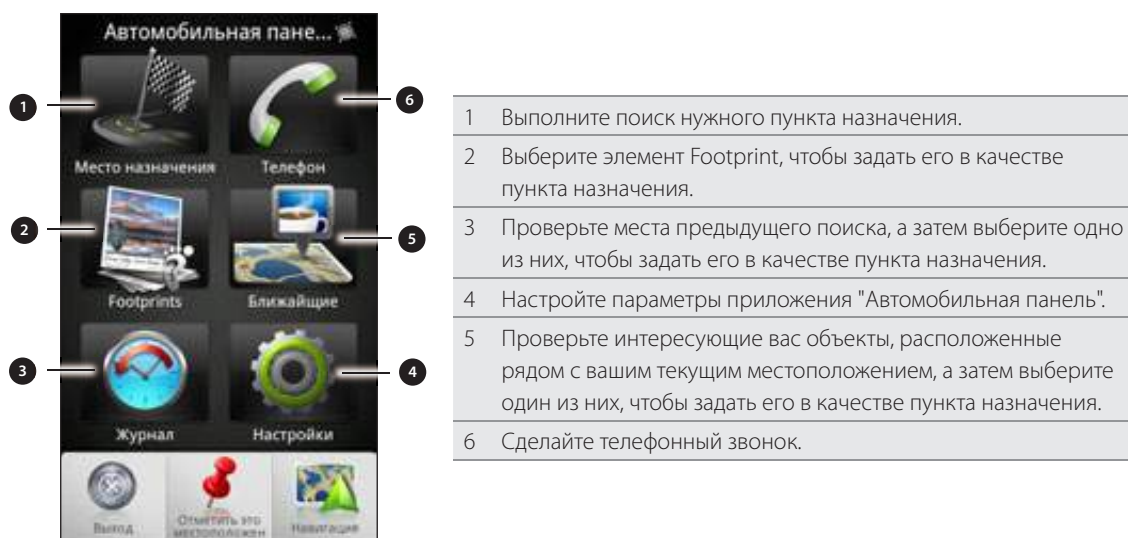 Автомобильная пане...
1
6
Место назначения
Телефон
2
5
Footprints
Ближайщие
3
4
Журнал
Настройки
Выход
Отметить это
местоположен
Навигация
1 Выполните поиск нужного пункта назначения.
2 Выберите элемент Footprint, чтобы задать его в качестве
пункта назначения.
3 Проверьте места предыдущего поиска, а затем выберите одно
из них, чтобы задать его в качестве пункта назначения.
4 Настройте параметры приложения "Автомобильная панель".
5 Проверьте интересующие вас объекты, расположенные
рядом с вашим текущим местоположением, а затем выберите
один из них, чтобы задать его в качестве пункта назначения.
6 Сделайте телефонный звонок.